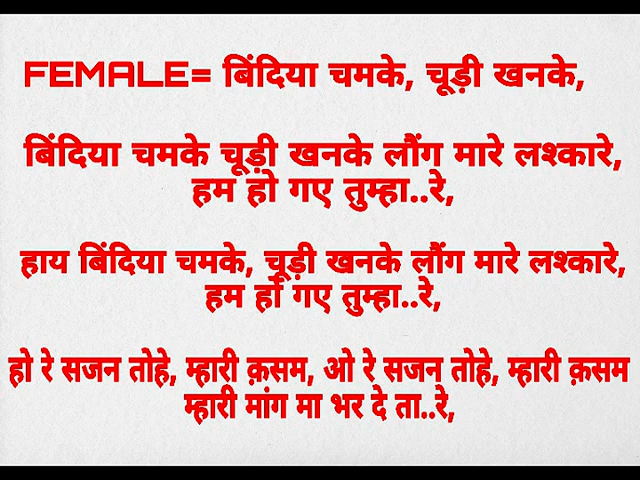 FEMALE= बिंदिया चमके, चूड़ी खनके,
बिंदिया चमके चूड़ी खनके लौंग मारे लश्कारे,
हम हो गए तुम्हा..रे,
हाय बिंदिया चमके, चूड़ी खनके लौंग मारे लश्कारे,
हम हो गए तुम्हा..रे,
हो रे सजन तोहे, म्हारी क़सम, ओ रे सजन तोहे, म्हारी क़सम
म्हारी मांग मा भर दे ता..रे,